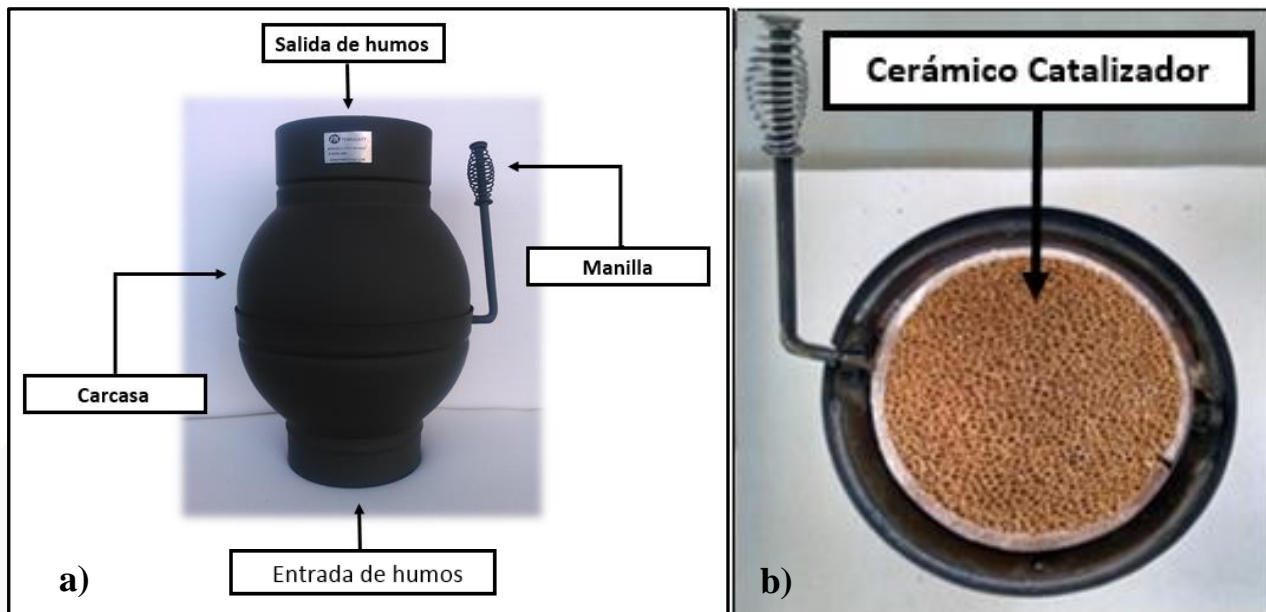 Salida de humos
Manilla
Carcasa
Entrada de humos
a)
Cerámico Catalizador
b)